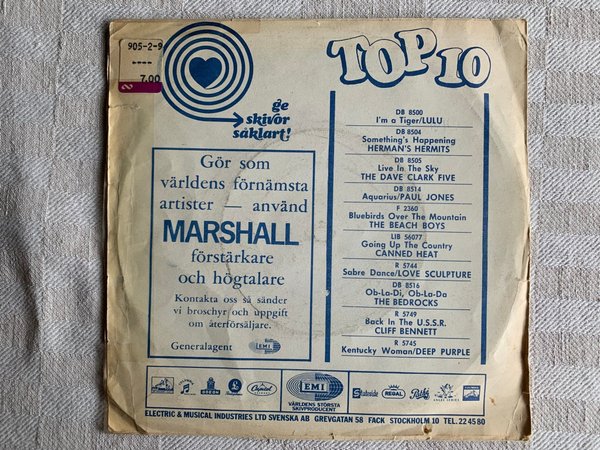 905-2-9
----
7.00
ge
skivor
såklart!
TOP 10
Gör som
världens förnämsta
artister — använd
MARSHALL
förstärkare
och högtalare
Kontakta oss så sänder
vi broschyr och uppgift
om återförsäljare.
Generalagent EMI
DB 8500
I'm a Tiger/LULU
DB 8504
Something's Happening
HERMAN'S HERMITS
DB 8505
Live In The Sky
THE DAVE CLARK FIVE
DB 8514
Aquarius/PAUL JONES
F 2360
Bluebirds Over The Mountain
THE BEACH BOYS
LIB 56077
Going Up The Country
CANNED HEAT
R 5744
Sabre Dance/LOVE SCULPTURE
DB 8516
Ob-La-Di, Ob-La-Da
THE BEDROCKS
R 5749
Back In The U.S.S.R.
CLIFF BENNETT
R 5745
Kentucky Woman/DEEP PURPLE
ODEON
Capitol
EMI
VÄRLDENS STÖRSTA
SKIVPRODUCENT
Stateside
REGAL
Pathé
ELECTRIC & MUSICAL INDUSTRIES LTD SVENSKA AB GREVGATAN 58 FACK STOCKHOLM 10 TEL. 22 45 80